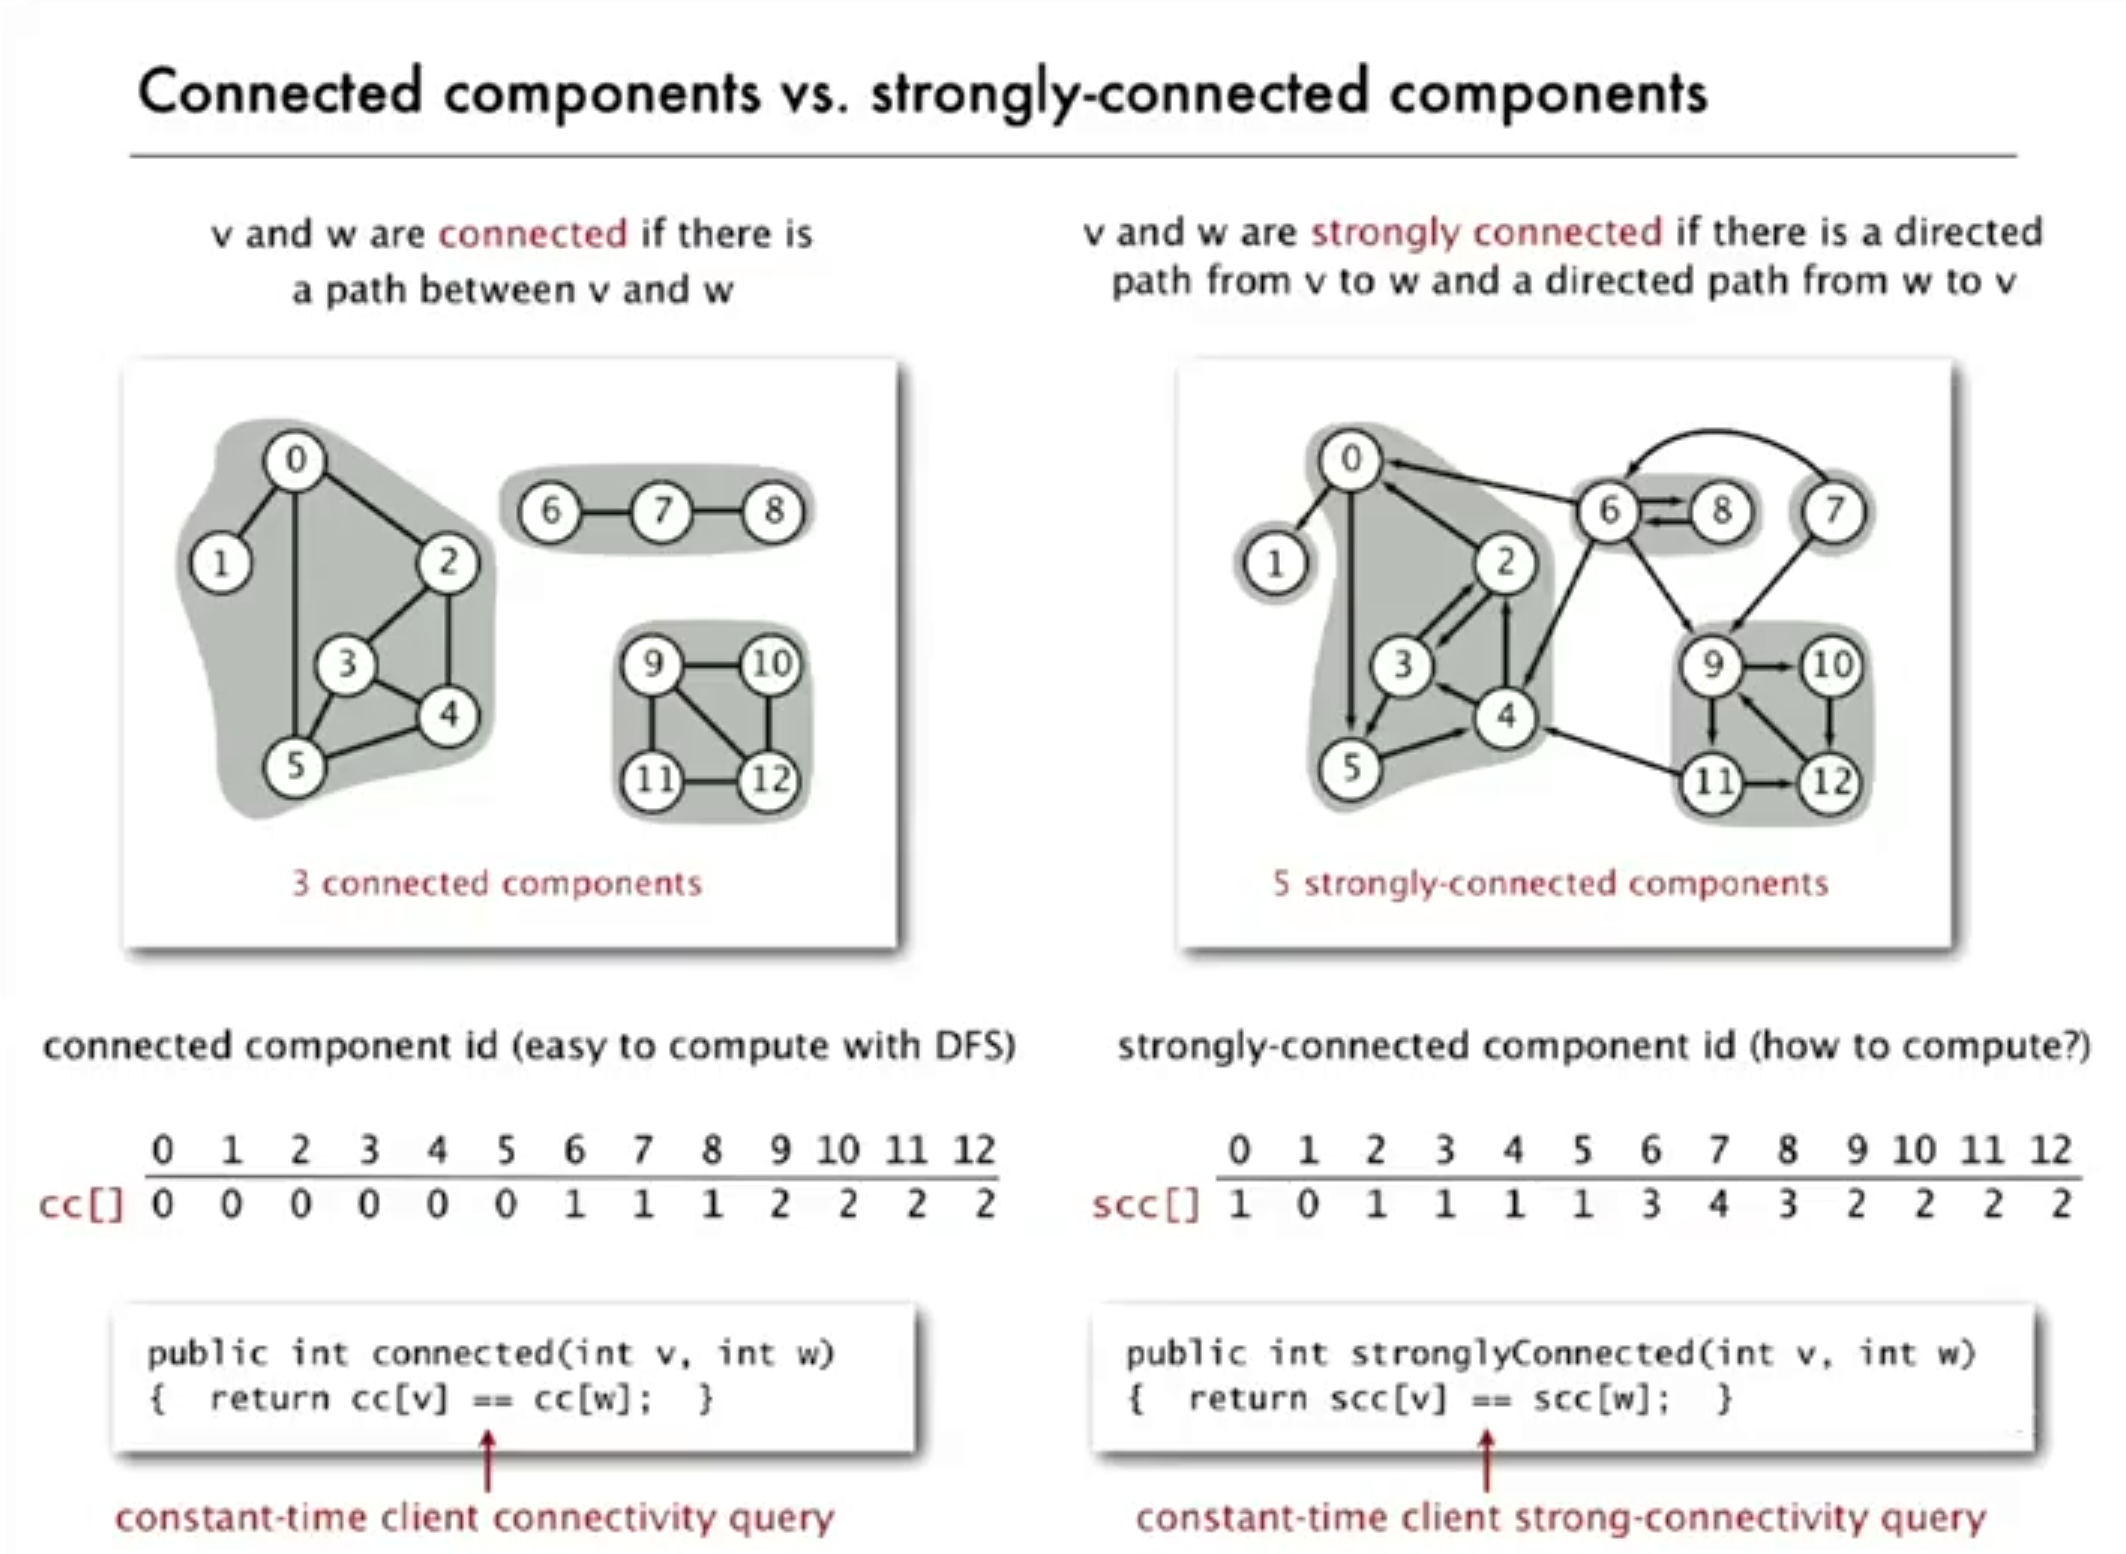 Connected components vs. strongly-connected components
v and w are connected if there is
a path between v and w
0
1
2
3
4
5
6
7
8
9
10
11
12
3 connected components
connected component id (easy to compute with DFS)
0 1 2 3 4 5 6 7 8 9 10 11 12
cc[] 0 0 0 0 0 0 1 1 1 2 2 2 2
public int connected(int v, int w)
{ return cc[v] == cc[w]; }
constant-time client connectivity query
v and w are strongly connected if there is a directed
path from v to w and a directed path from w to v
0
1
2
3
4
5
6
8
7
9
10
11
12
5 strongly-connected components
strongly-connected component id (how to compute?)
0 1 2 3 4 5 6 7 8 9 10 11 12
scc[] 1 0 1 1 1 1 3 4 3 2 2 2 2
public int stronglyConnected(int v, int w)
{ return scc[v] == scc[w]; }
constant-time client strong-connectivity query